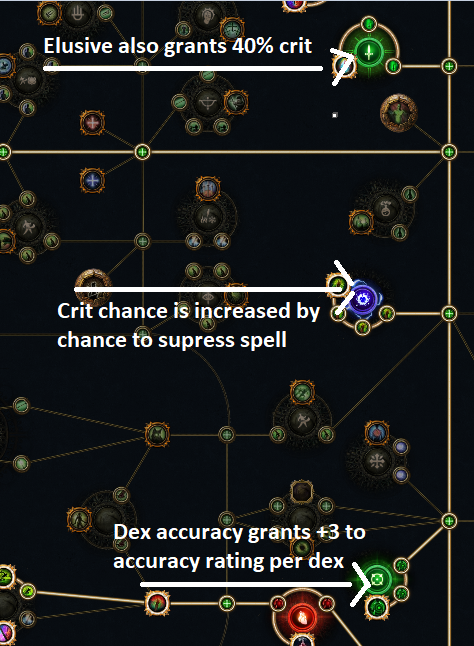 Elusive also grants 40% crit
Crit chance is increased by
chance to supress spell
Dex accuracy grants +3 to
accuracy rating per dex